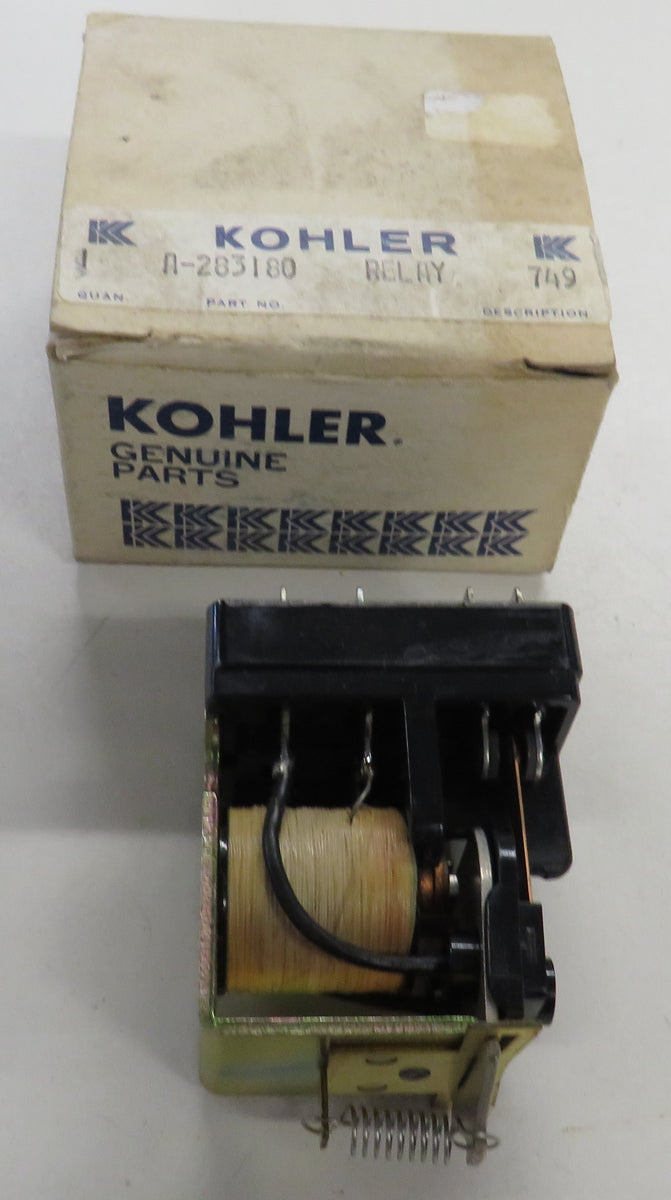 KOHLER
1 A-283180 RELAY 749
QUAN. PART NO. DESCRIPTION
KOHLER.
GENUINE
PARTS